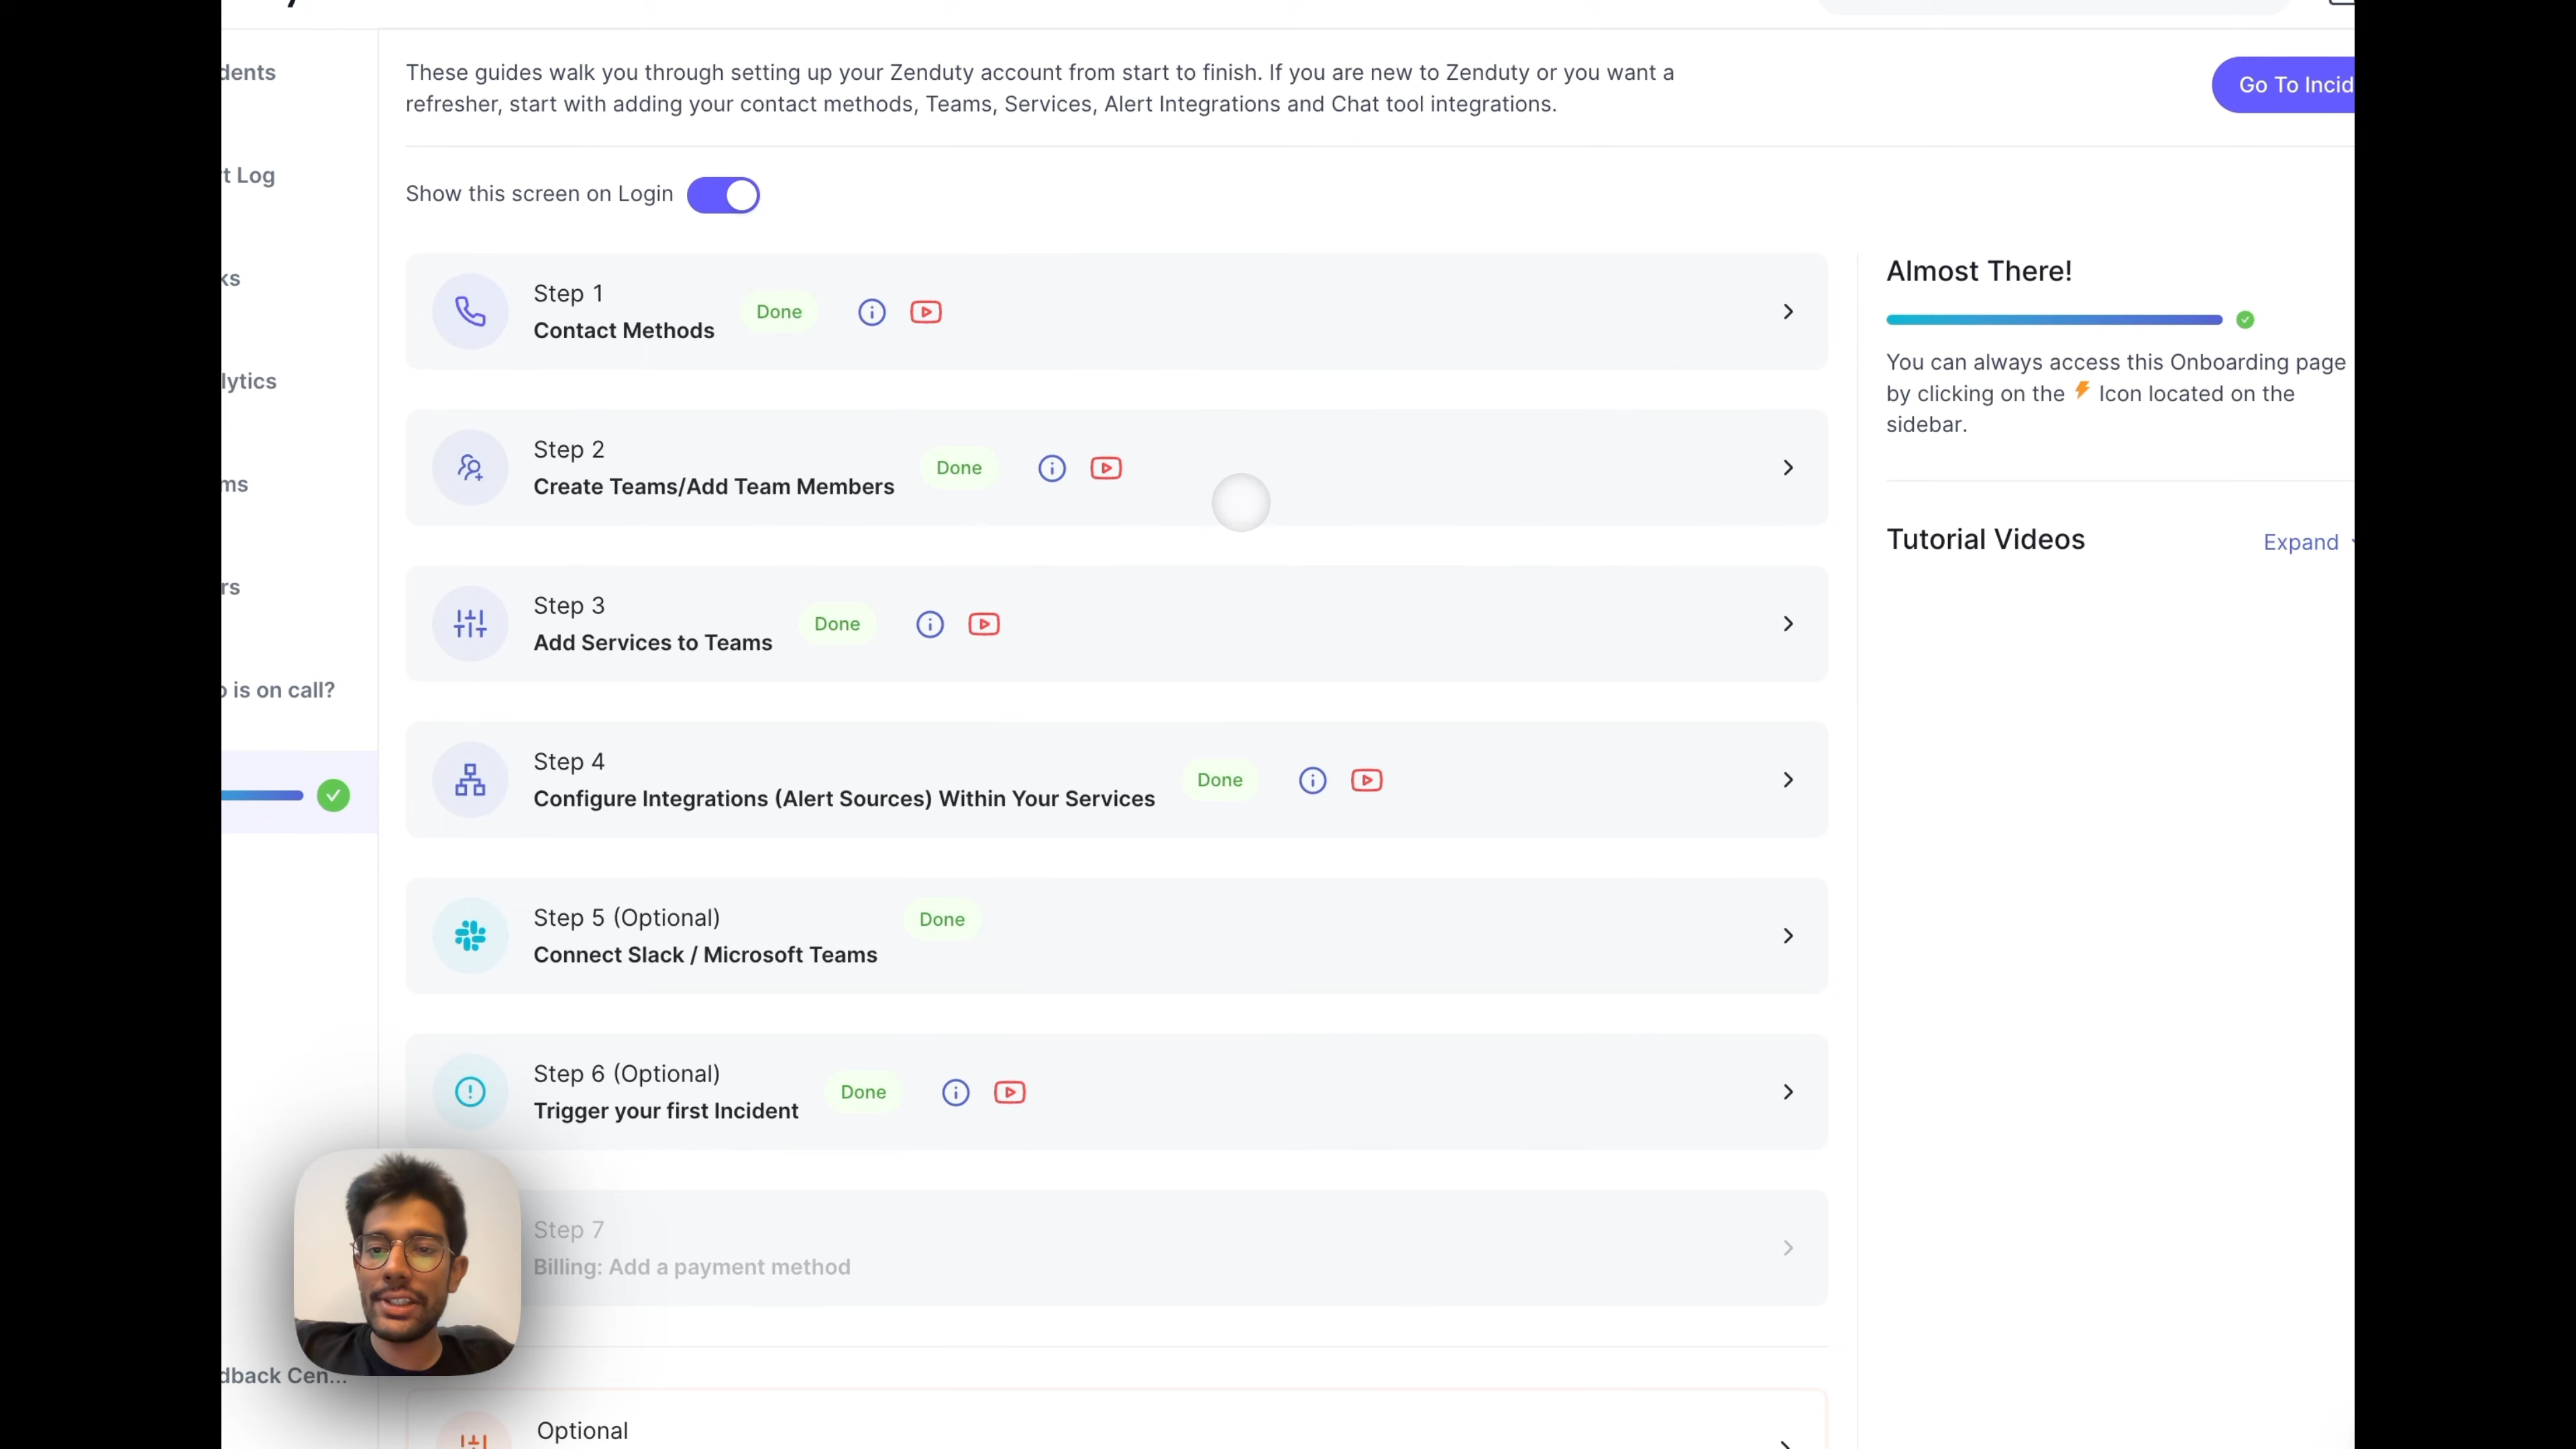 dents
t Log
ks
lytics
ms
rs
is on call?
dback Cen...
These guides walk you through setting up your Zenduty account from start to finish. If you are new to Zenduty or you want a
refresher, start with adding your contact methods, Teams, Services, Alert Integrations and Chat tool integrations.
Go To Incid
Show this screen on Login
Step 1
Contact Methods
Done
Step 2
Create Teams/Add Team Members
Done
Step 3
Add Services to Teams
Done
Step 4
Configure Integrations (Alert Sources) Within Your Services
Done
Step 5 (Optional)
Connect Slack / Microsoft Teams
Done
Step 6 (Optional)
Trigger your first Incident
Done
Step 7
Billing: Add a payment method
Optional
Almost There!
You can always access this Onboarding page
by clicking on the Icon located on the
sidebar.
Tutorial Videos
Expand